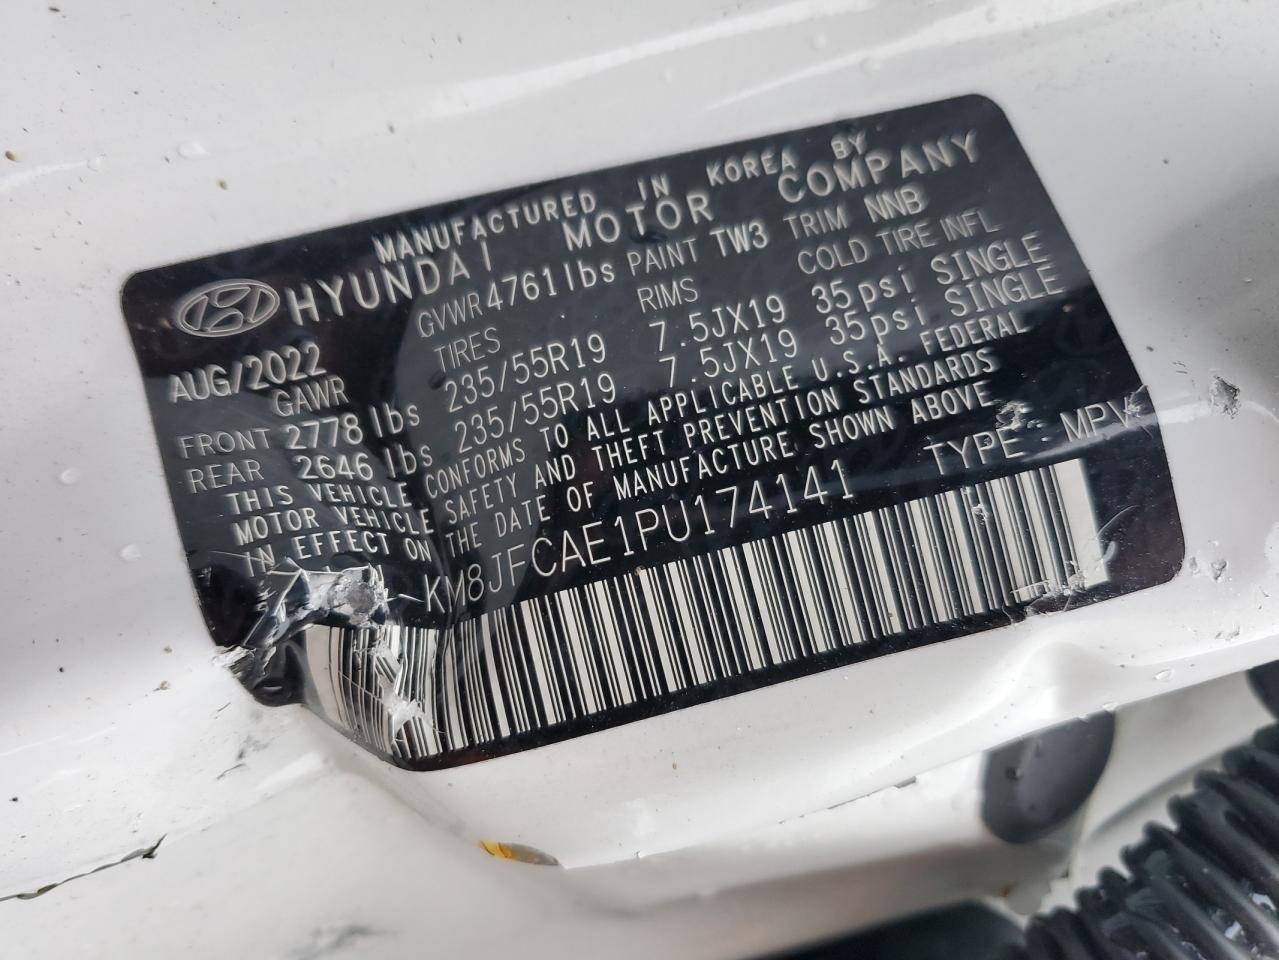 MANUFACTURED IN KOREA BY
HYUNDAI MOTOR COMPANY
AUG/2022 GVWR 4761 lbs PAINT TW3 TRIM NNB
GAWR TIRES RIMS COLD TIRE INFL
FRONT 2778 lbs 235/55R19 7.5JX19 35psi SINGLE
REAR 2646 lbs 235/55R19 7.5JX19 35psi SINGLE
THIS VEHICLE CONFORMS TO ALL APPLICABLE U.S.A. FEDERAL
MOTOR VEHICLE SAFETY AND THEFT PREVENTION STANDARDS
IN EFFECT ON THE DATE OF MANUFACTURE SHOWN ABOVE
KM8JFCAE1PU174141 TYPE : MPV